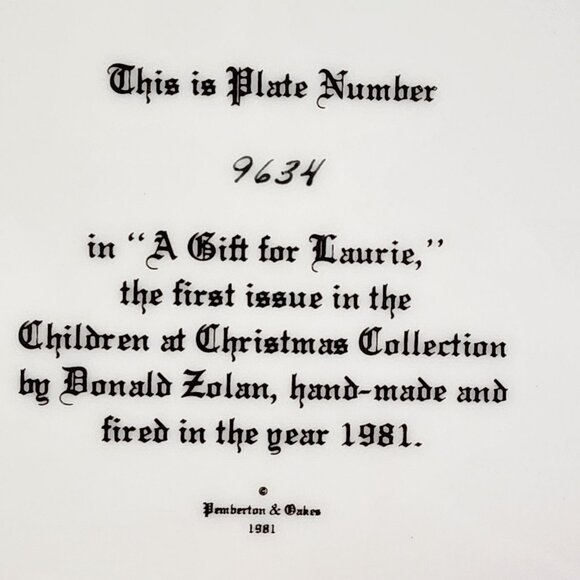 This is Plate Number
9634
in “A Gift for Laurie,”
the first issue in the
Children at Christmas Collection
by Donald Zolan, hand-made and
fired in the year 1981.
©
Pemberton & Oakes
1981